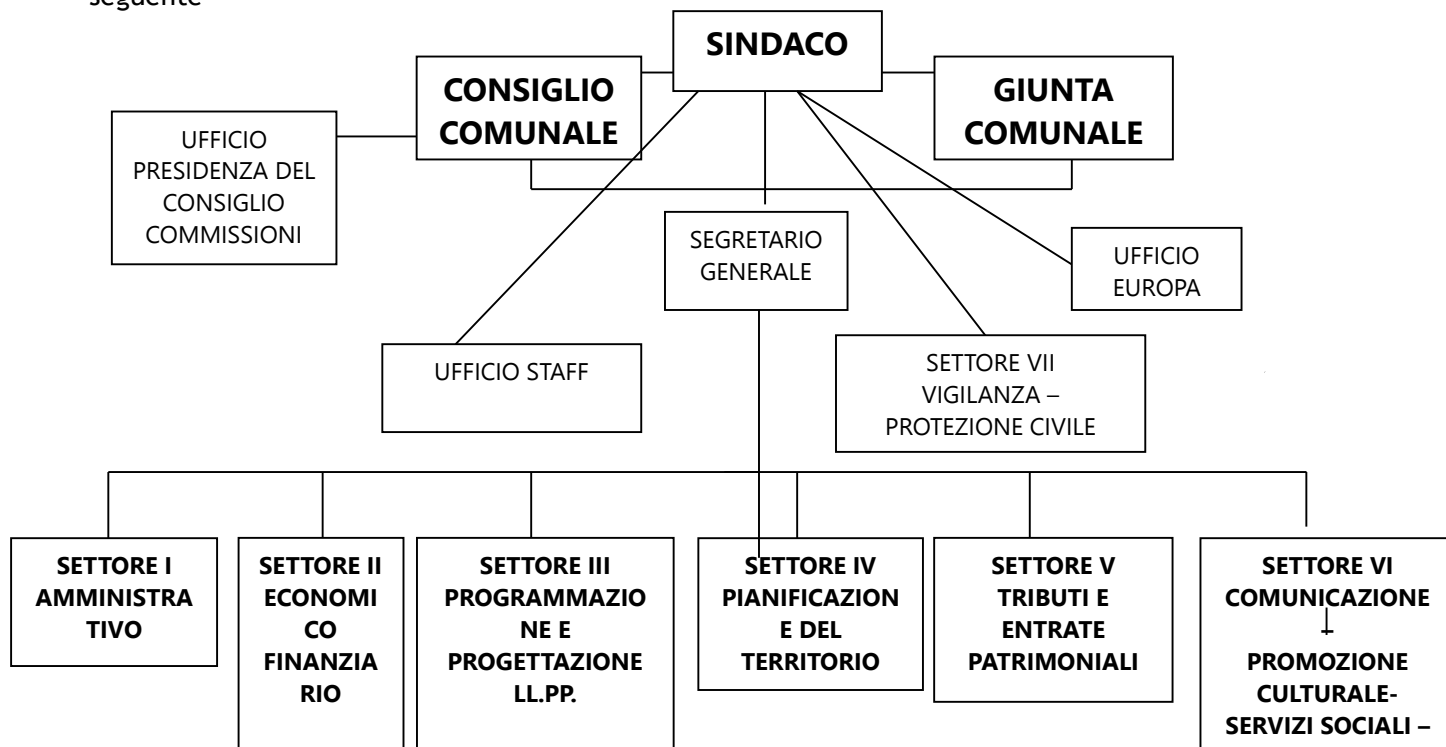 seguente
SINDACO
CONSIGLIO
COMUNALE
GIUNTA
COMUNALE
UFFICIO
PRESIDENZA DEL
CONSIGLIO
COMMISSIONI
SEGRETARIO
GENERALE
UFFICIO
EUROPA
UFFICIO STAFF
SETTORE VII
VIGILANZA –
PROTEZIONE CIVILE
SETTORE I
AMMINISTRA
TIVO
SETTORE II
ECONOMI
CO
FINANZIA
RIO
SETTORE III
PROGRAMMAZIO
NE E
PROGETTAZIONE
LL.PP.
SETTORE IV
PIANIFICAZION
E DEL
TERRITORIO
SETTORE V
TRIBUTI E
ENTRATE
PATRIMONIALI
SETTORE VI
COMUNICAZIONE
–
PROMOZIONE
CULTURALE-
SERVIZI SOCIALI –